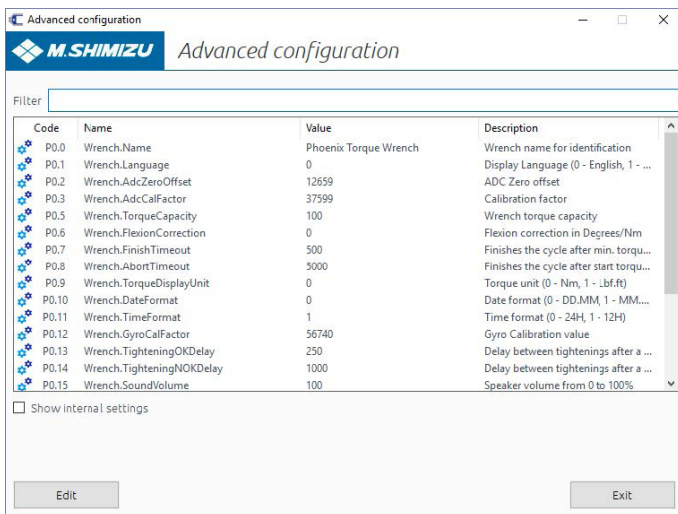 Advanced configuration
M.SHIMIZU Advanced configuration
Filter
Code Name Value Description
P0.0 Wrench.Name Phoenix Torque Wrench Wrench name for identification
P0.1 Wrench.Language 0 Display Language (0 - English, 1 - ...
P0.2 Wrench.AdcZeroOffset 12659 ADC Zero offset
P0.3 Wrench.AdcCalFactor 37599 Calibration factor
P0.5 Wrench.TorqueCapacity 100 Wrench torque capacity
P0.6 Wrench.FlexionCorrection 0 Flexion correction in Degrees/Nm
P0.7 Wrench.FinishTimeout 500 Finishes the cycle after min. torqu...
P0.8 Wrench.AbortTimeout 5000 Finishes the cycle after start torqu...
P0.9 Wrench.TorqueDisplayUnit 0 Torque unit (0 - Nm, 1 - Lbf.ft)
P0.10 Wrench.DateFormat 0 Date format (0 - DD.MM, 1 - MM....
P0.11 Wrench.TimeFormat 1 Time format (0 - 24H, 1 - 12H)
P0.12 Wrench.GyroCalFactor 56740 Gyro Calibration value
P0.13 Wrench.TighteningOKDelay 250 Delay between tightenings after a ...
P0.14 Wrench.TighteningNOKDelay 1000 Delay between tightenings after a ...
P0.15 Wrench.SoundVolume 100 Speaker volume from 0 to 100%
Show internal settings
Edit Exit